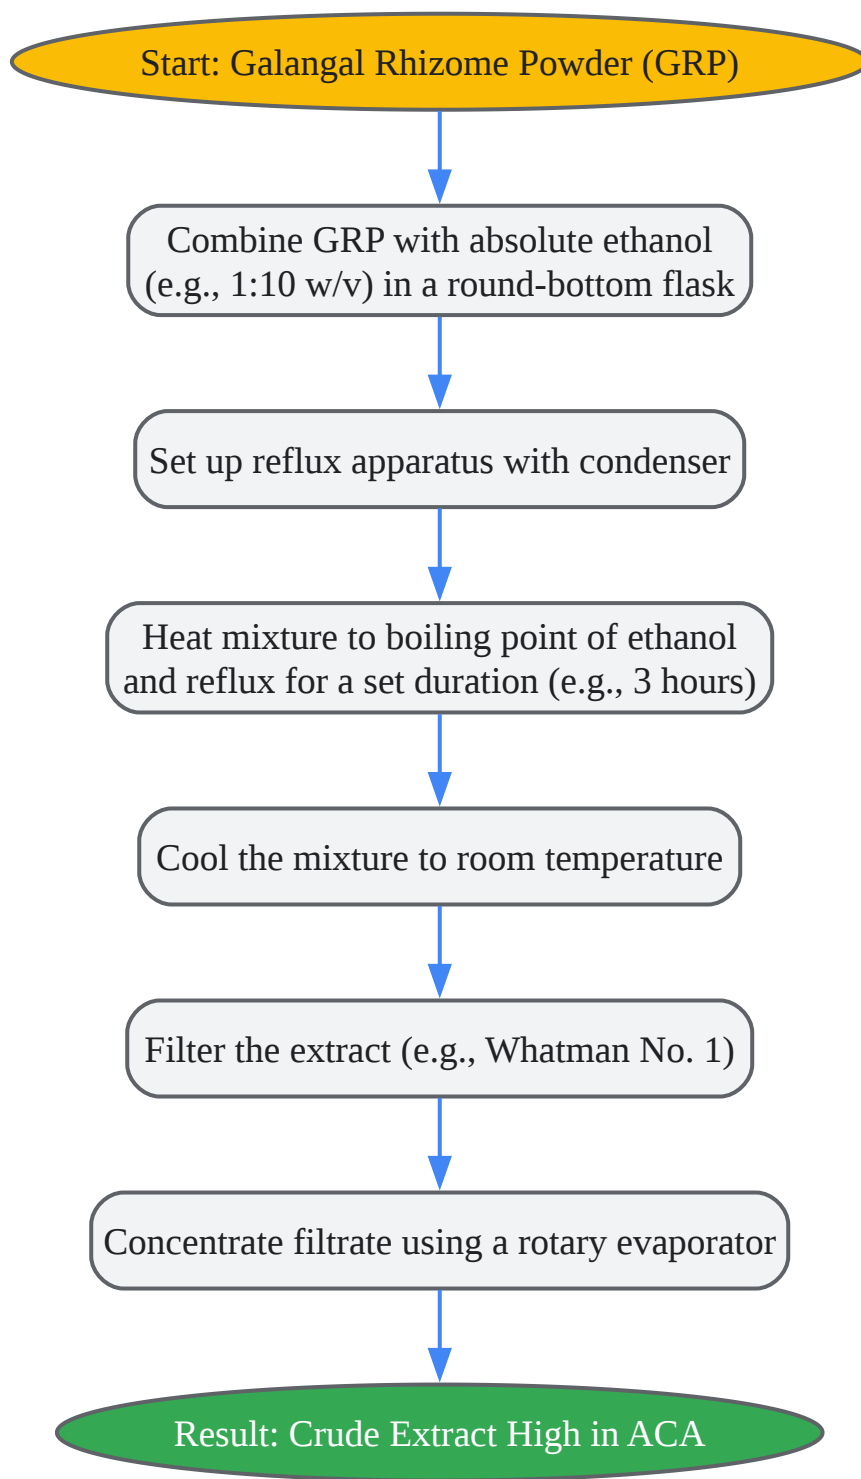 Start: Galangal Rhizome Powder (GRP)
Combine GRP with absolute ethanol
(e.g., 1:10 w/v) in a round-bottom flask
Set up reflux apparatus with condenser
Heat mixture to boiling point of ethanol
and reflux for a set duration (e.g., 3 hours)
Cool the mixture to room temperature
Filter the extract (e.g., Whatman No. 1)
Concentrate filtrate using a rotary evaporator
Result: Crude Extract High in ACA